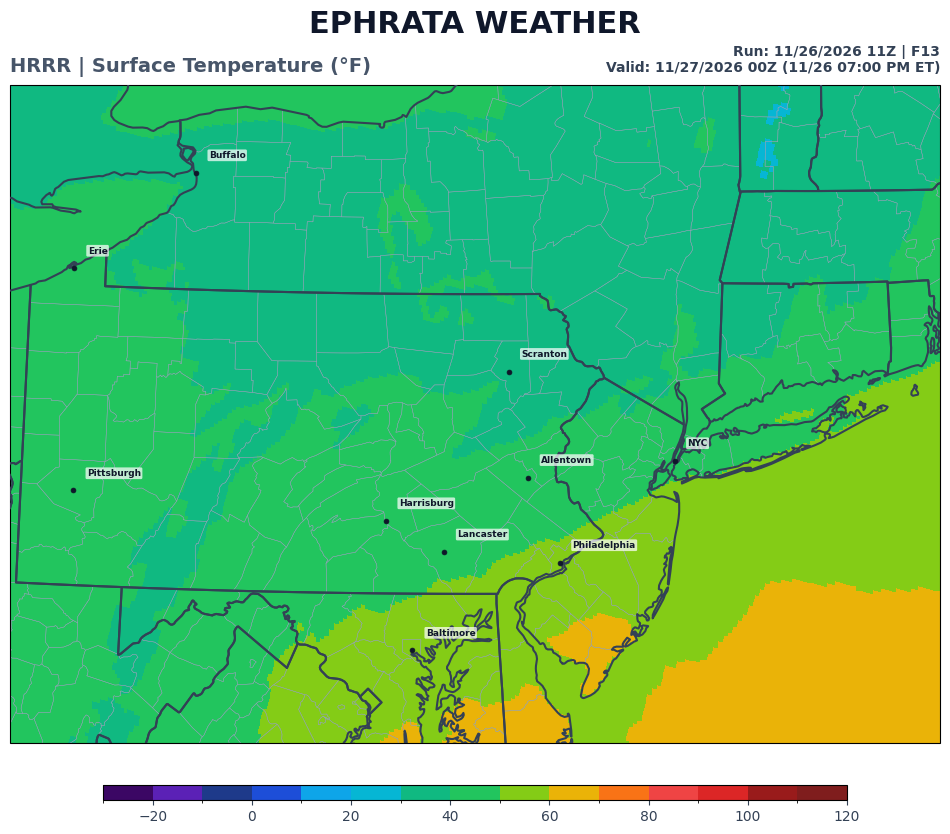 EPHRATA WEATHER
HRRR | Surface Temperature (°F)
Run: 11/26/2026 11Z | F13
Valid: 11/27/2026 00Z (11/26 07:00 PM ET)
Buffalo
Erie
Scranton
NYC
Allentown
Pittsburgh
Harrisburg
Lancaster
Philadelphia
Baltimore
−20 0 20 40 60 80 100 120